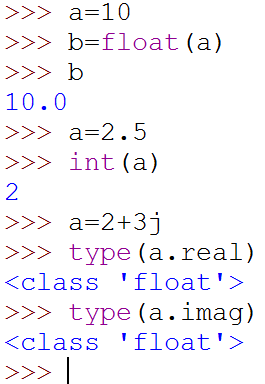 >>> a=10
>>> b=float(a)
>>> b
10.0
>>> a=2.5
>>> int(a)
2
>>> a=2+3j
>>> type(a.real)
<class 'float'>
>>> type(a.imag)
<class 'float'>
>>>